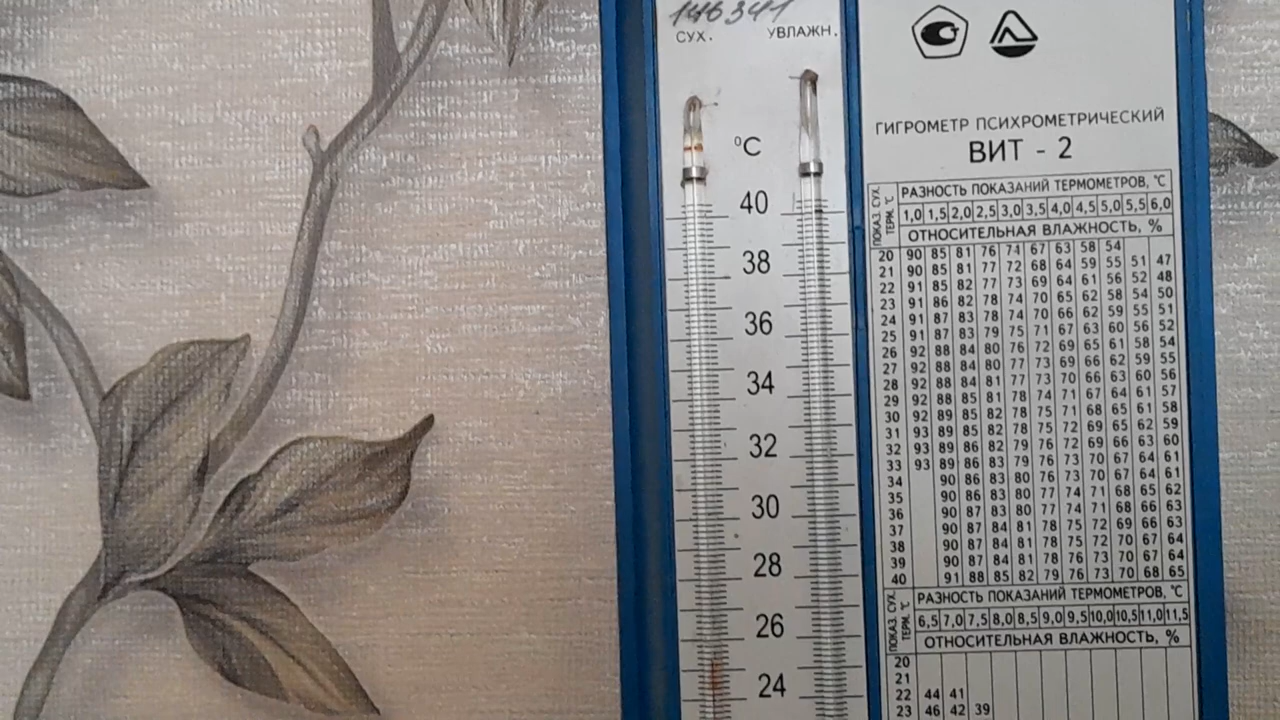 146341
СУХ. УВЛАЖН.
°C
40
38
36
34
32
30
28
26
24
ГИГРОМЕТР ПСИХРОМЕТРИЧЕСКИЙ
ВИТ - 2
ПОКАЗ. СУХ.
ТЕРМ. °C
РАЗНОСТЬ ПОКАЗАНИЙ ТЕРМОМЕТРОВ, °C
1,0 1,5 2,0 2,5 3,0 3,5 4,0 4,5 5,0 5,5 6,0
ОТНОСИТЕЛЬНАЯ ВЛАЖНОСТЬ, %
20 90 85 81 76 74 67 63 58 54
21 90 85 81 77 72 68 64 59 55 51 47
22 91 85 82 77 73 69 64 61 56 52 48
23 91 86 82 78 74 70 65 62 58 54 50
24 91 87 83 78 74 70 66 62 59 55 51
25 91 87 83 79 75 71 67 63 60 56 52
26 92 88 84 80 76 72 69 65 61 58 54
27 92 88 84 80 77 73 69 66 62 59 55
28 92 88 84 81 77 73 70 66 63 60 56
29 92 88 85 81 78 74 71 67 64 61 57
30 92 89 85 82 78 75 71 68 65 61 58
31 93 89 85 82 78 75 72 69 65 62 59
32 93 89 86 82 79 76 72 69 66 63 60
33 93 89 86 83 79 76 73 70 67 64 61
34 90 86 83 80 76 73 70 67 64 61
35 90 86 83 80 77 74 71 68 65 62
36 90 87 83 80 77 74 71 68 66 63
37 90 87 84 81 78 75 72 69 66 63
38 90 87 84 81 78 75 72 70 67 64
39 90 87 84 81 78 76 73 70 67 64
40 91 88 85 82 79 76 73 70 68 65
ПОКАЗ. СУХ.
ТЕРМ. °C
РАЗНОСТЬ ПОКАЗАНИЙ ТЕРМОМЕТРОВ, °C
6,5 7,0 7,5 8,0 8,5 9,0 9,5 10,0 10,5 11,0 11,5
ОТНОСИТЕЛЬНАЯ ВЛАЖНОСТЬ, %
20
21
22 44 41
23 46 42 39